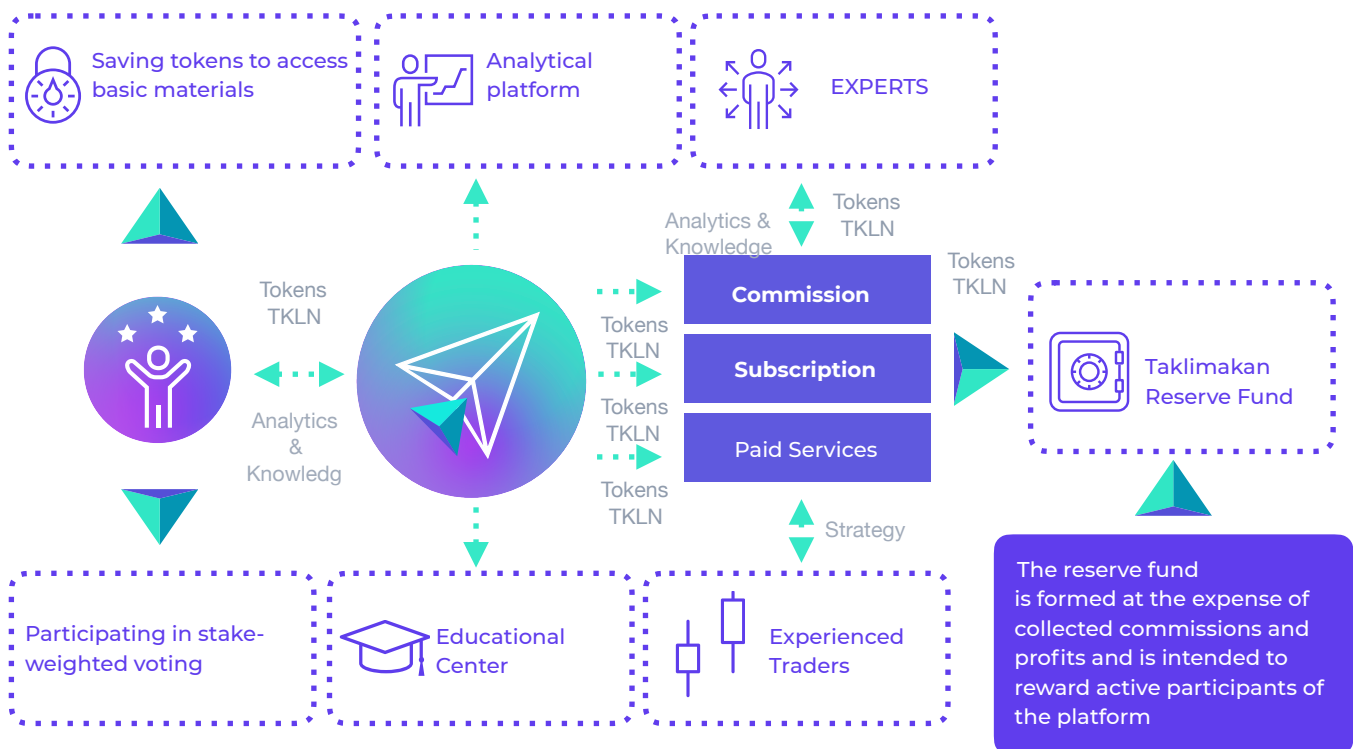 Saving tokens to access
basic materials
Analytical
platform
EXPERTS
Analytics &
Knowledge
Tokens
TKLN
Tokens
TKLN
Tokens
TKLN
Analytics
&
Knowledg
Tokens
TKLN
Tokens
TKLN
Tokens
TKLN
Commission
Subscription
Paid Services
Taklimakan
Reserve Fund
Strategy
Participating in stake-
weighted voting
Educational
Center
Experienced
Traders
The reserve fund
is formed at the expense of
collected commissions and
profits and is intended to
reward active participants of
the platform